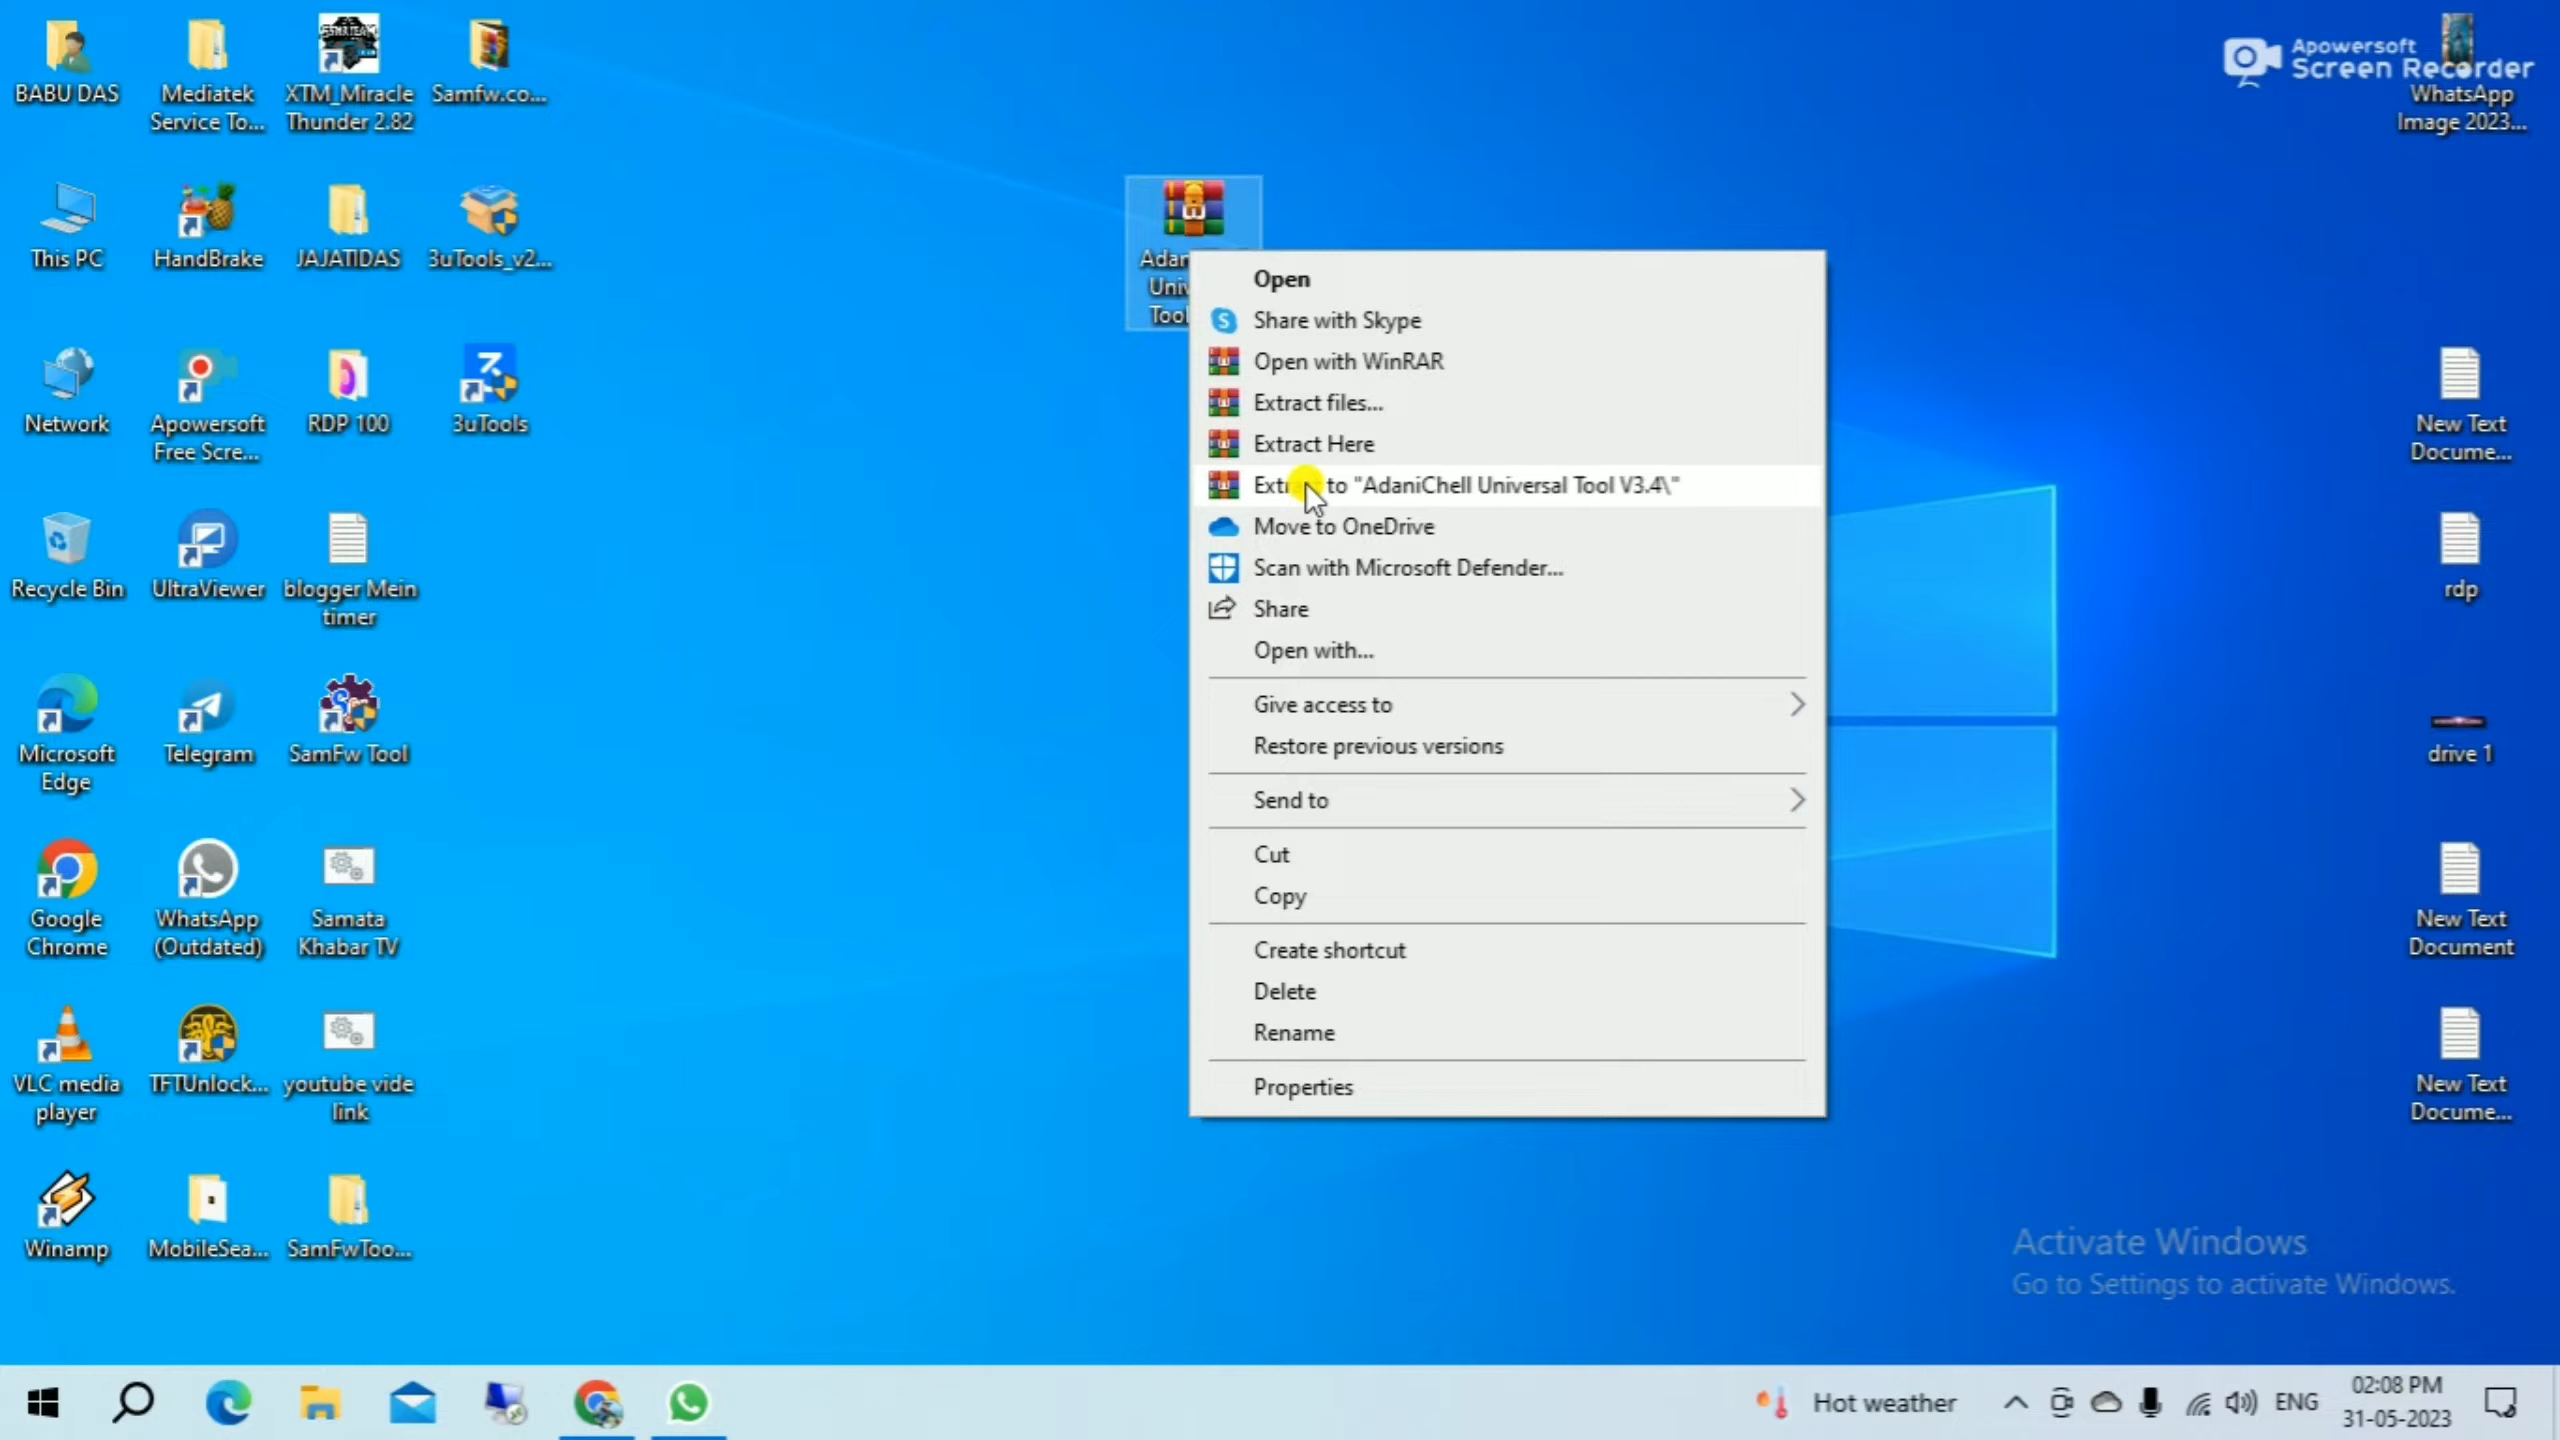 BABU DAS
Mediatek
Service To...
XTM_Miracle
Thunder 2.82
Samfw.co...
Apowersoft
Screen Recorder
WhatsApp
Image 2023...
This PC
HandBrake
JAJATIDAS
3uTools_v2...
Network
Apowersoft
Free Scre...
RDP 100
3uTools
Recycle Bin
UltraViewer
blogger Mein
timer
Microsoft
Edge
Telegram
SamFw Tool
Google
Chrome
WhatsApp
(Outdated)
Samata
Khabar TV
VLC media
player
TFTUnlock...
youtube vide
link
Winamp
MobileSea...
SamFwToo...
Open
Share with Skype
Open with WinRAR
Extract files...
Extract Here
Extract to "AdaniChell Universal Tool V3.4\"
Move to OneDrive
Scan with Microsoft Defender...
Share
Open with...
Give access to
Restore previous versions
Send to
Cut
Copy
Create shortcut
Delete
Rename
Properties
New Text
Docume...
rdp
drive 1
New Text
Document
New Text
Docume...
Activate Windows
Go to Settings to activate Windows.
Hot weather
ENG
02:08 PM
31-05-2023